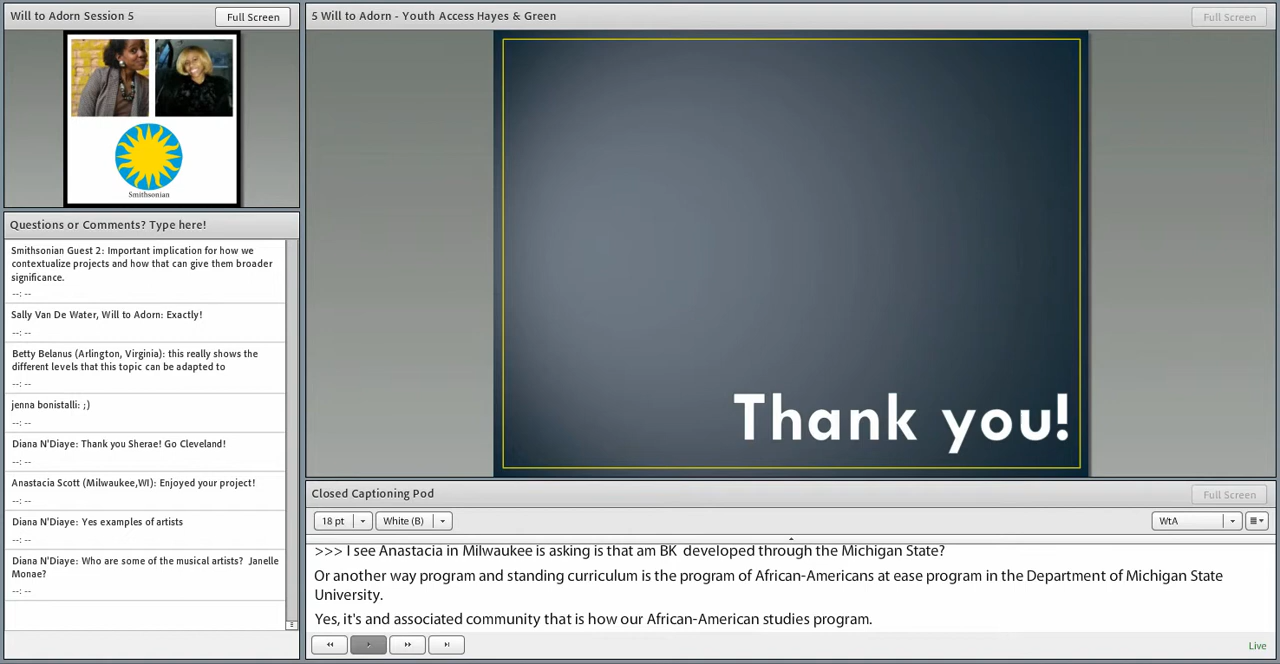 Will to Adorn Session 5
Full Screen
Smithsonian
Questions or Comments? Type here!
Smithsonian Guest 2: Important implication for how we
contextualize projects and how that can give them broader
significance.
--: --
Sally Van De Water, Will to Adorn: Exactly!
--: --
Betty Belanus (Arlington, Virginia): this really shows the
different levels that this topic can be adapted to
--: --
jenna bonistalli: ;)
--: --
Diana N'Diaye: Thank you Sherae! Go Cleveland!
--: --
Anastacia Scott (Milwaukee,WI): Enjoyed your project!
--: --
Diana N'Diaye: Yes examples of artists
--: --
Diana N'Diaye: Who are some of the musical artists? Janelle
Monae?
--: --
5 Will to Adorn - Youth Access Hayes & Green
Full Screen
Thank you!
Closed Captioning Pod
Full Screen
18 pt
White (B)
WtA
>>> I see Anastacia in Milwaukee is asking is that am BK developed through the Michigan State?
Or another way program and standing curriculum is the program of African-Americans at ease program in the Department of Michigan State
University.
Yes, it's and associated community that is how our African-American studies program.
Live